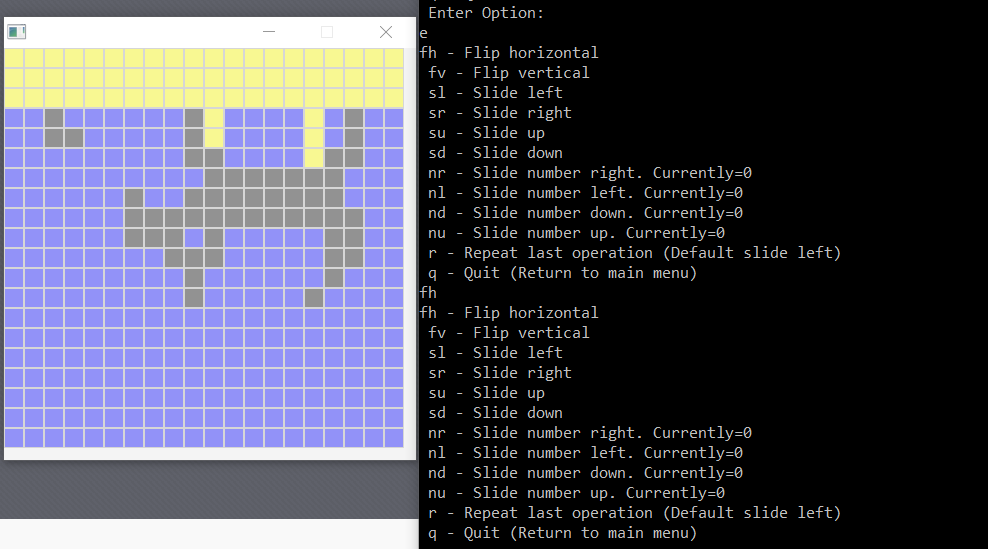 Enter Option:
e
fh - Flip horizontal
fv - Flip vertical
sl - Slide left
sr - Slide right
su - Slide up
sd - Slide down
nr - Slide number right. Currently=0
nl - Slide number left. Currently=0
nd - Slide number down. Currently=0
nu - Slide number up. Currently=0
r - Repeat last operation (Default slide left)
q - Quit (Return to main menu)
fh
fh - Flip horizontal
fv - Flip vertical
sl - Slide left
sr - Slide right
su - Slide up
sd - Slide down
nr - Slide number right. Currently=0
nl - Slide number left. Currently=0
nd - Slide number down. Currently=0
nu - Slide number up. Currently=0
r - Repeat last operation (Default slide left)
q - Quit (Return to main menu)